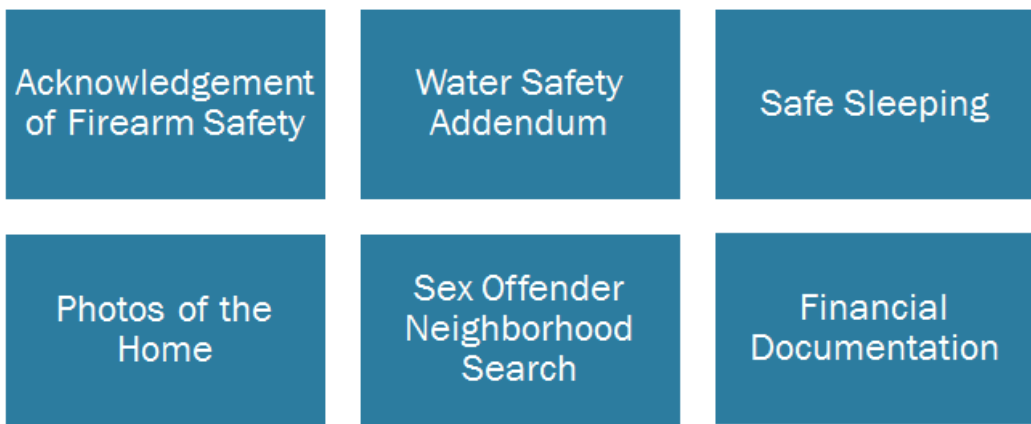 Acknowledgement
of Firearm Safety
Water Safety
Addendum
Safe Sleeping
Photos of the
Home
Sex Offender
Neighborhood
Search
Financial
Documentation